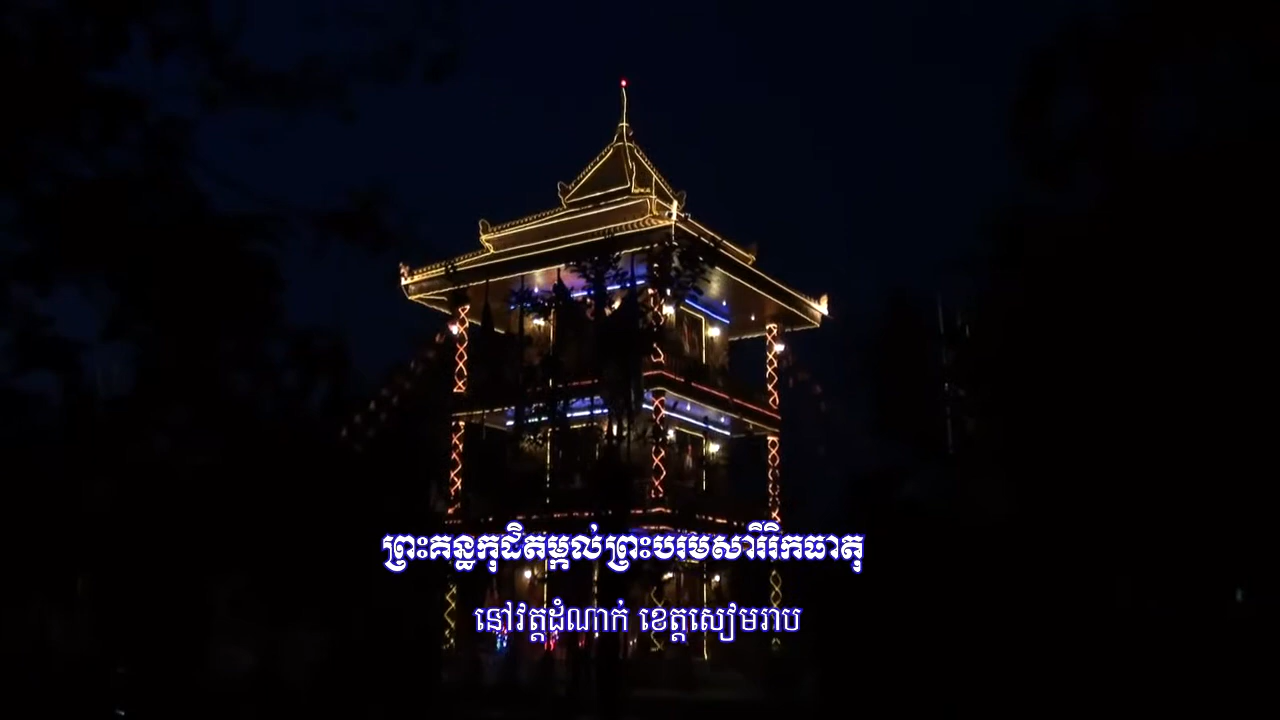 ព្រះគន្ធកុដិតម្កល់ព្រះបរមសារីរិកធាតុ
នៅវត្តដំណាក់ ខេត្តសៀមរាប